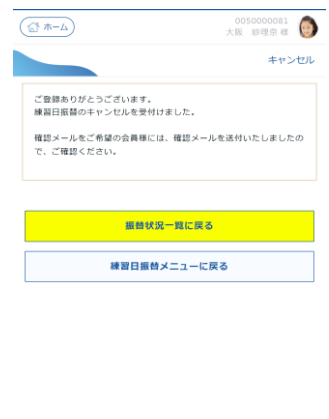 ホーム
0050000081
大阪 紗理奈 様
キャンセル
ご登録ありがとうございます。
練習日振替のキャンセルを受付けました。
確認メールをご希望の会員様には、確認メールを送付いたしましたの
で、ご確認ください。
振替状況一覧に戻る
練習日振替メニューに戻る